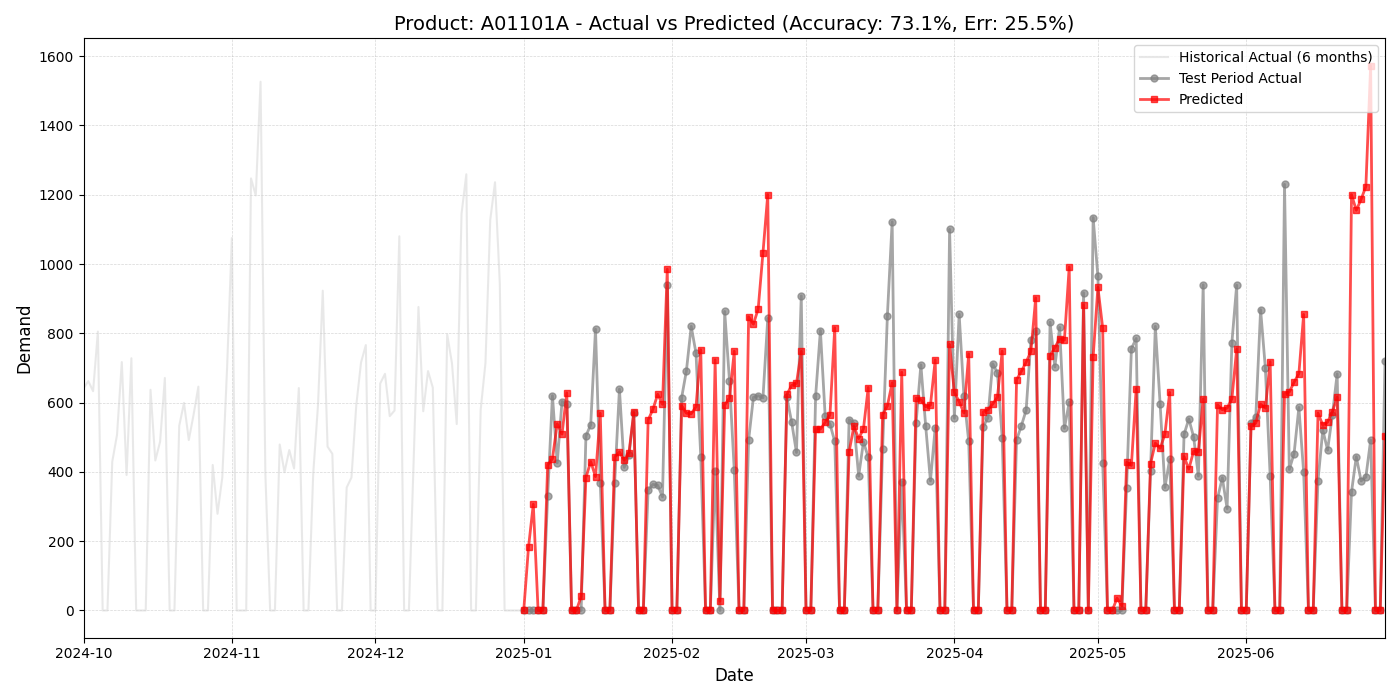 Product: A01101A - Actual vs Predicted (Accuracy: 73.1%, Err: 25.5%)
Historical Actual (6 months)
Test Period Actual
Predicted
Demand
1600
1400
1200
1000
800
600
400
200
0
2024-10 2024-11 2024-12 2025-01 2025-02 2025-03 2025-04 2025-05 2025-06
Date